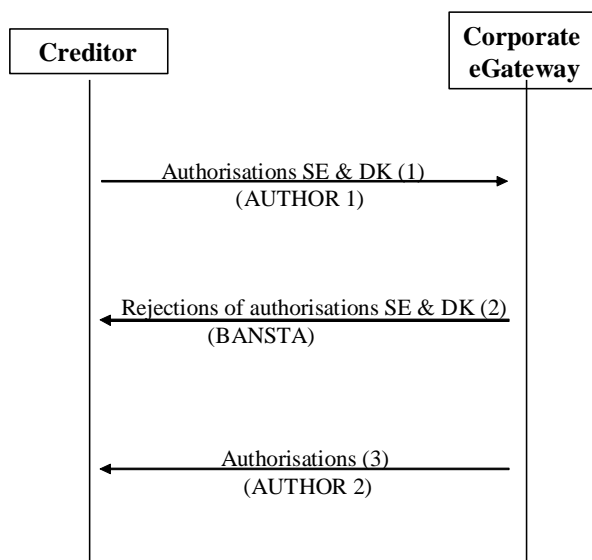 Creditor
Corporate
eGateway
Authorisations SE & DK (1)
(AUTHOR 1)
Rejections of authorisations SE & DK (2)
(BANSTA)
Authorisations (3)
(AUTHOR 2)